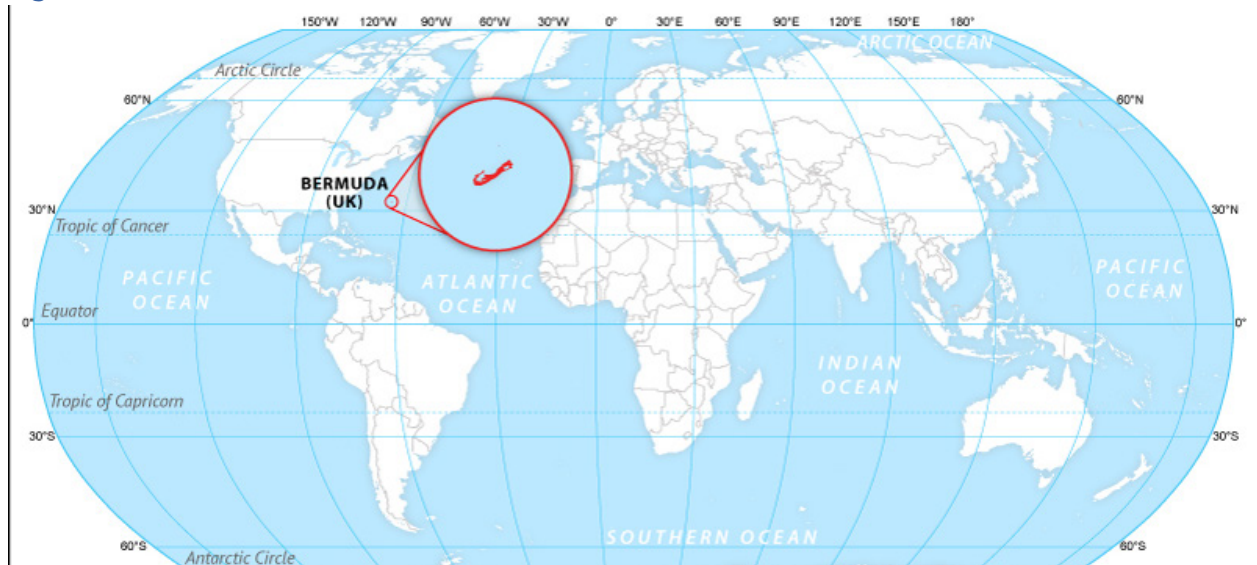 150°W 120°W 90°W 60°W 30°W 0° 30°E 60°E 90°E 120°E 150°E 180°
ARCTIC OCEAN
Arctic Circle
60°N 60°N
BERMUDA
(UK)
30°N 30°N
Tropic of Cancer
PACIFIC
OCEAN
ATLANTIC
OCEAN
PACIFIC
OCEAN
Equator
0° 0°
INDIAN
OCEAN
Tropic of Capricorn
30°S 30°S
SOUTHERN OCEAN
60°S 60°S
Antarctic Circle